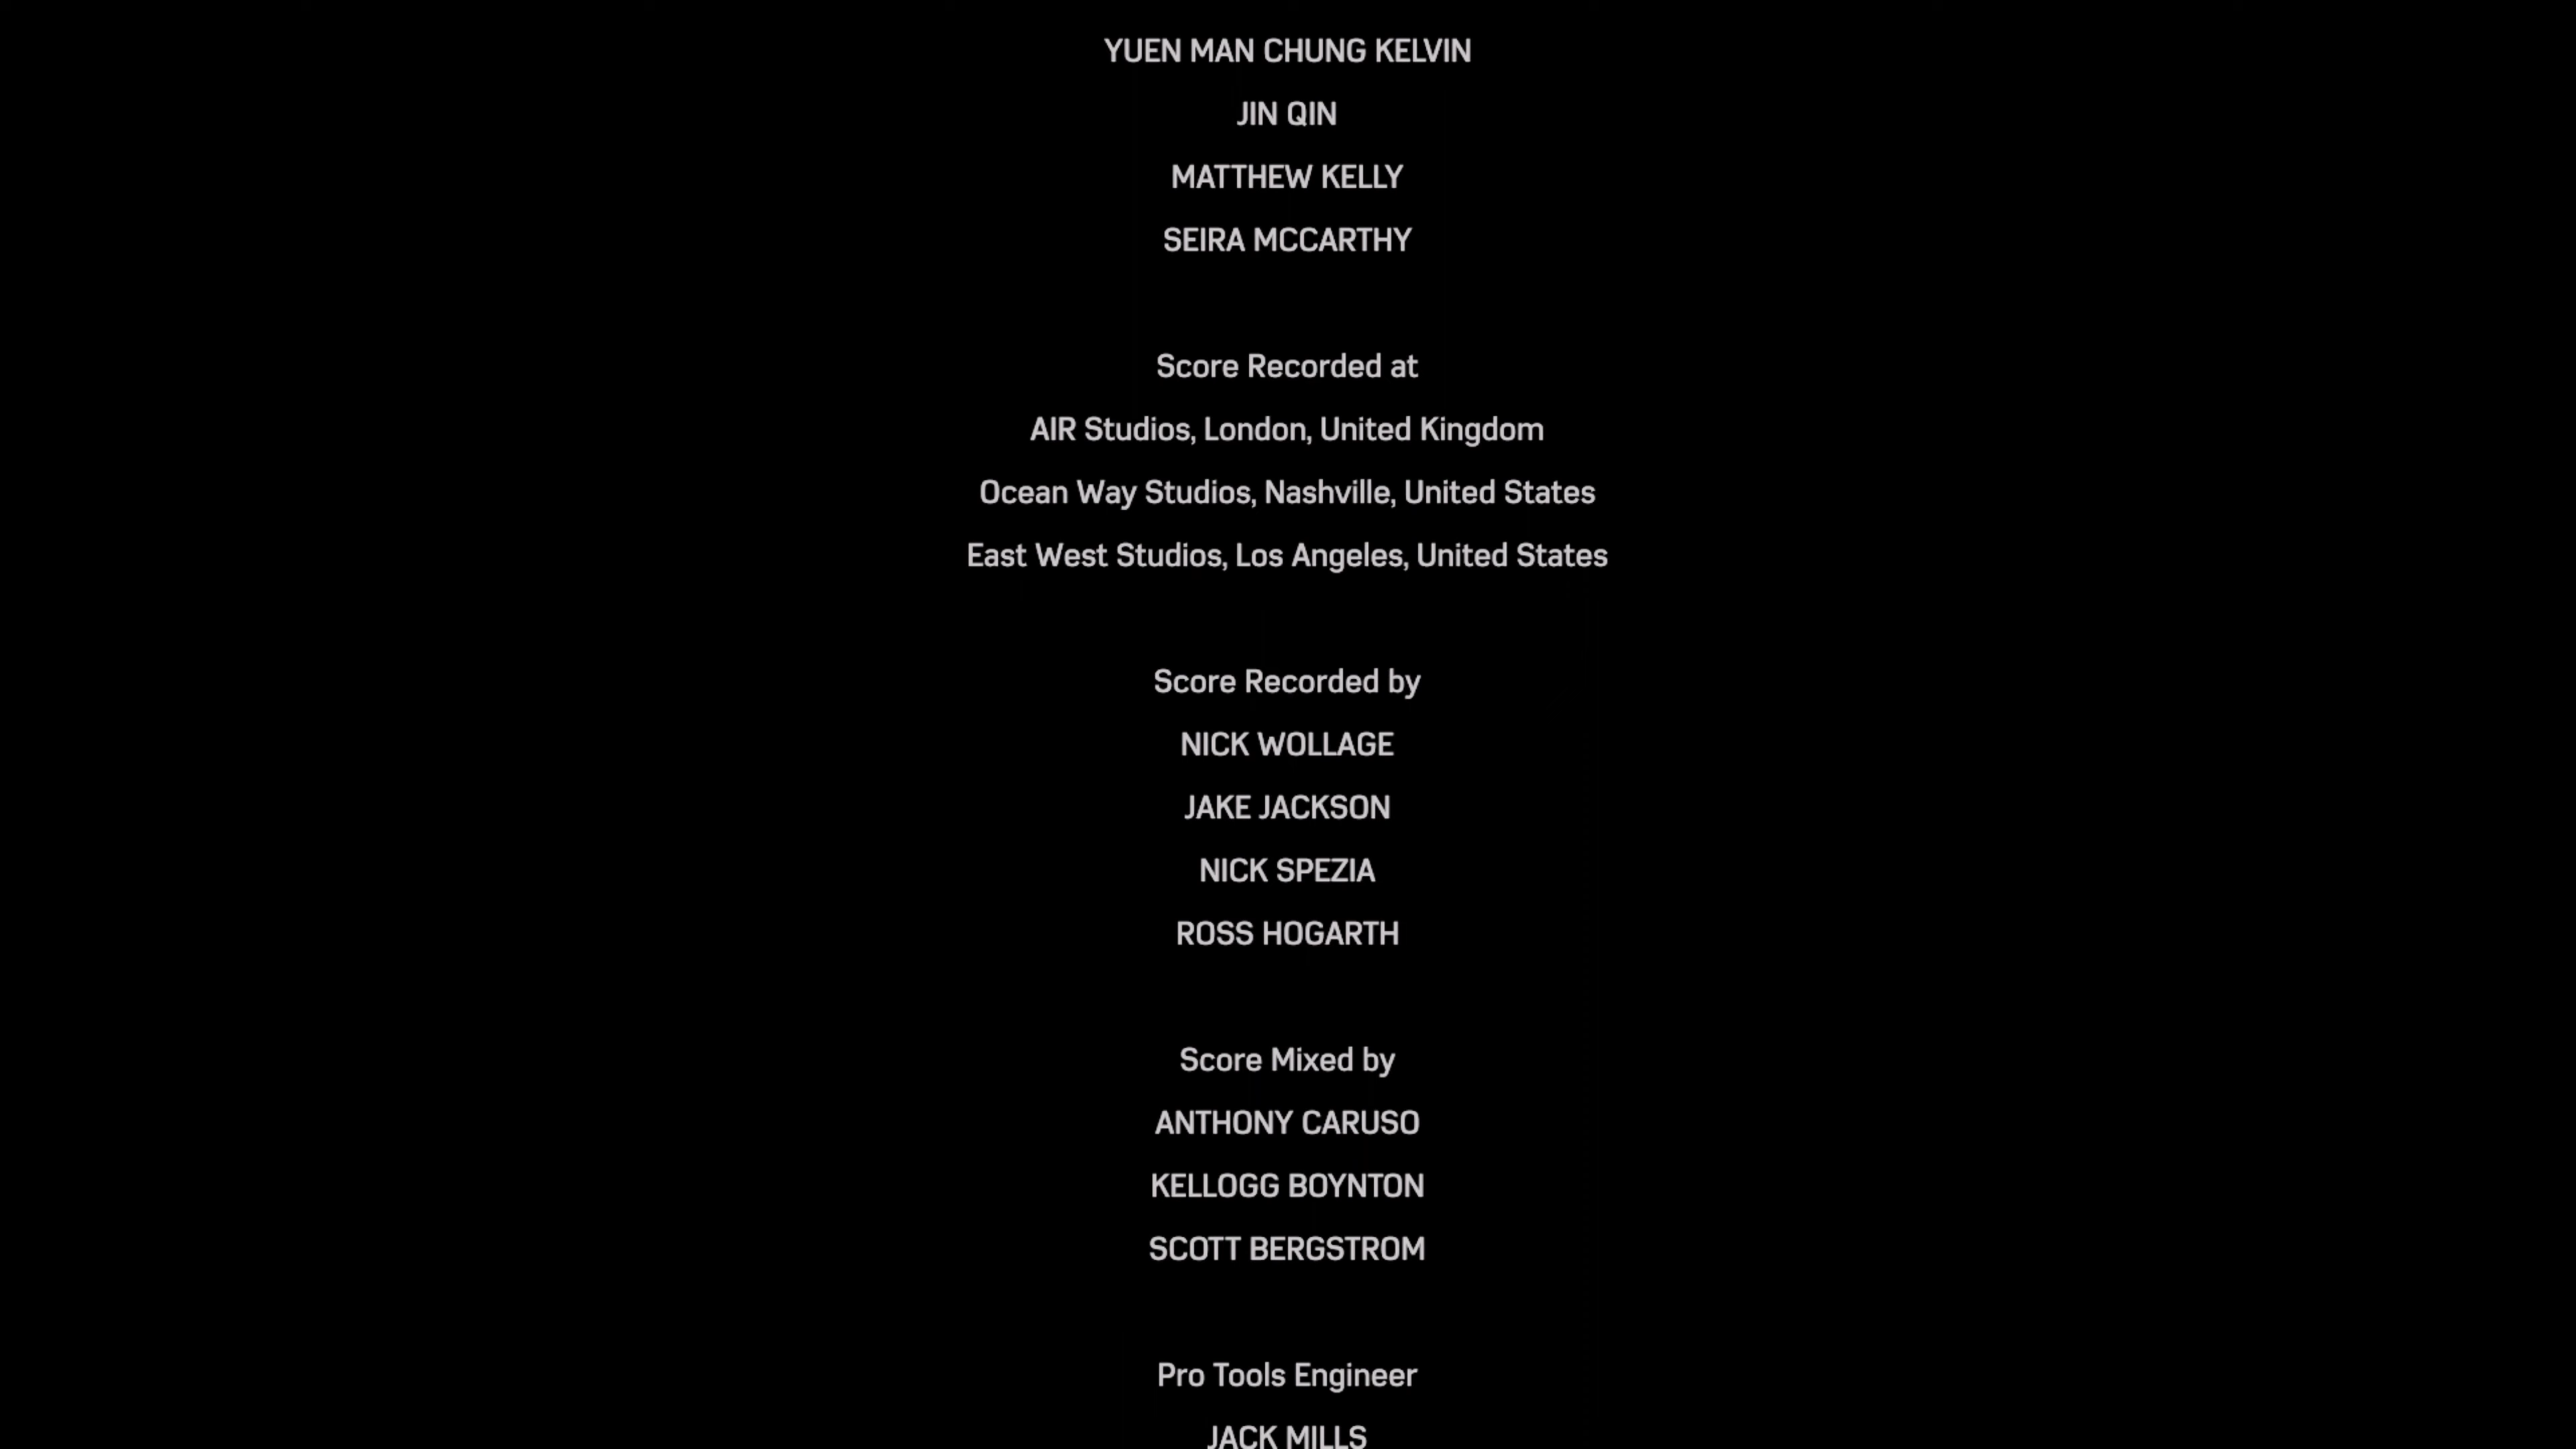 YUEN MAN CHUNG KELVIN
JIN QIN
MATTHEW KELLY
SEIRA MCCARTHY
Score Recorded at
AIR Studios, London, United Kingdom
Ocean Way Studios, Nashville, United States
East West Studios, Los Angeles, United States
Score Recorded by
NICK WOLLAGE
JAKE JACKSON
NICK SPEZIA
ROSS HOGARTH
Score Mixed by
ANTHONY CARUSO
KELLOGG BOYNTON
SCOTT BERGSTROM
Pro Tools Engineer
JACK MILLS